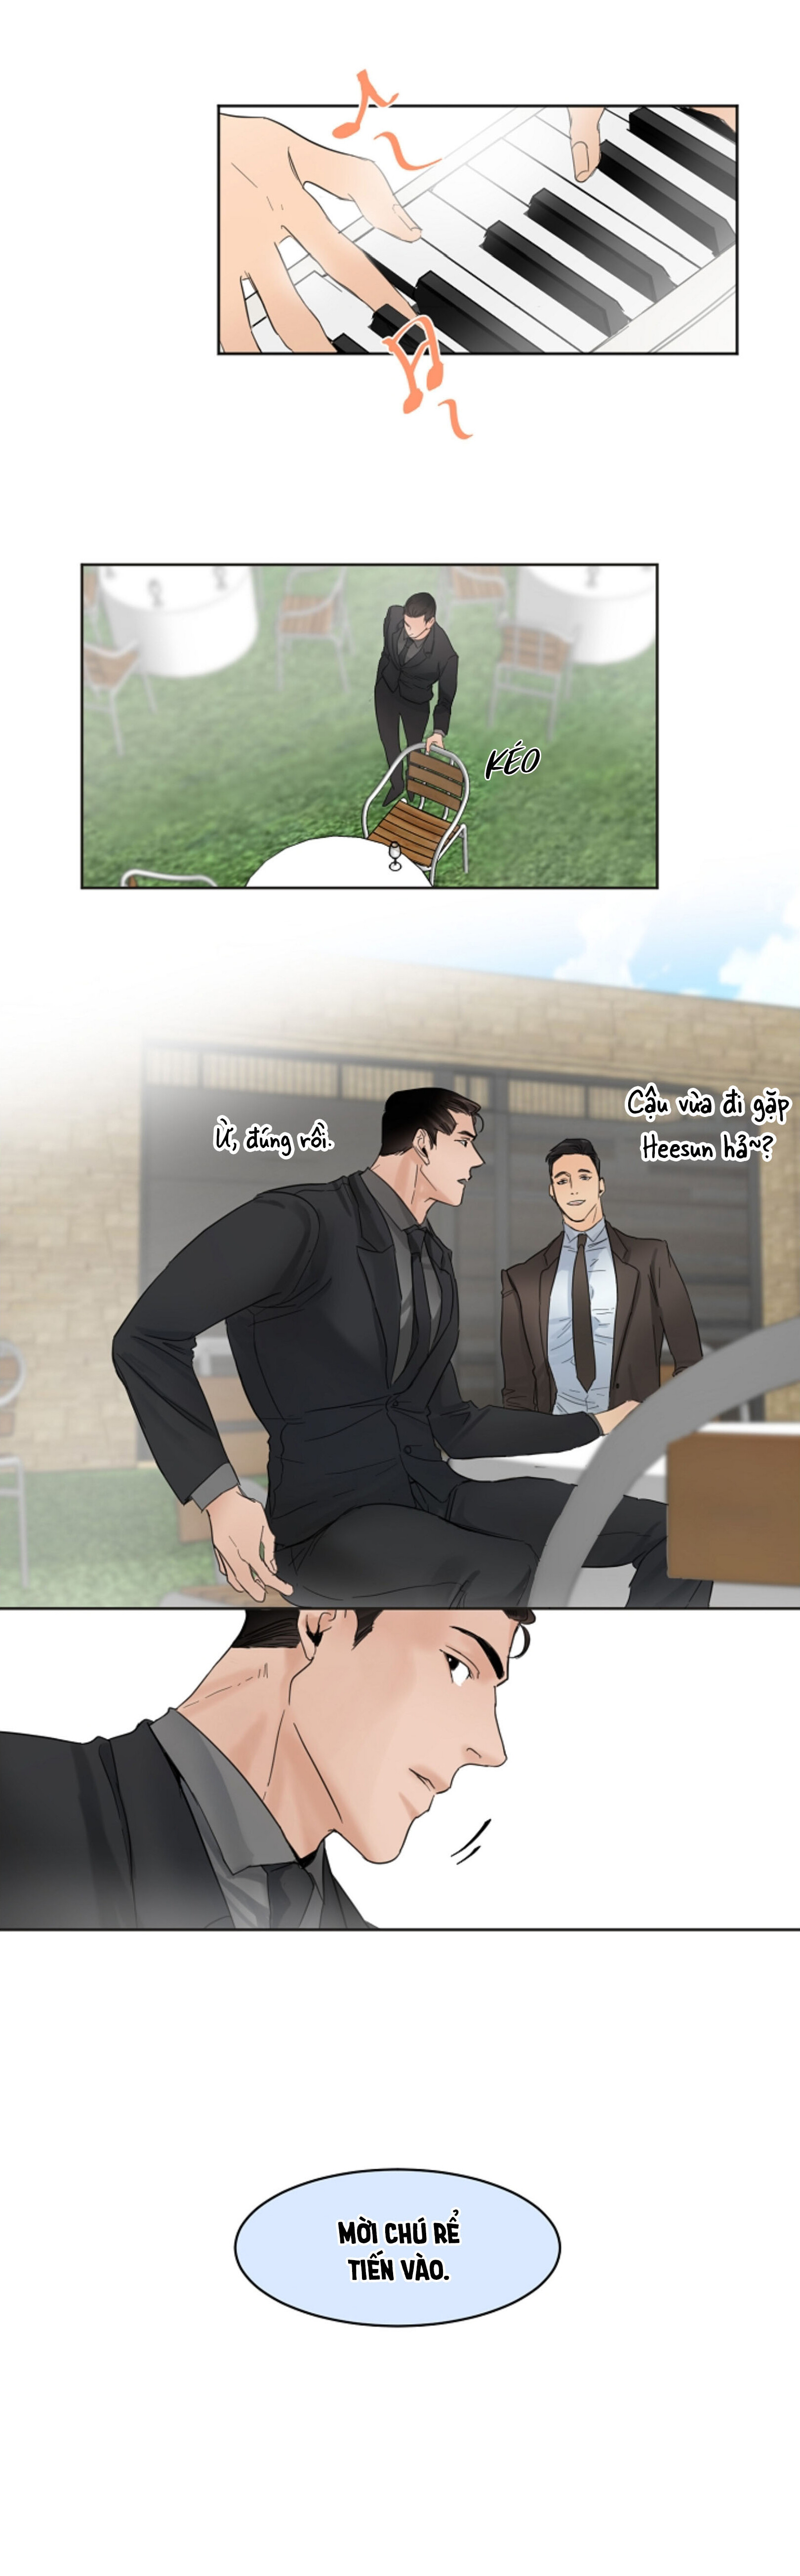 KÉO
Cậu vừa đi gặp
Heesun hả~?
Ừ, đúng rồi.
MỜI CHÚ RỂ
TIẾN VÀO.